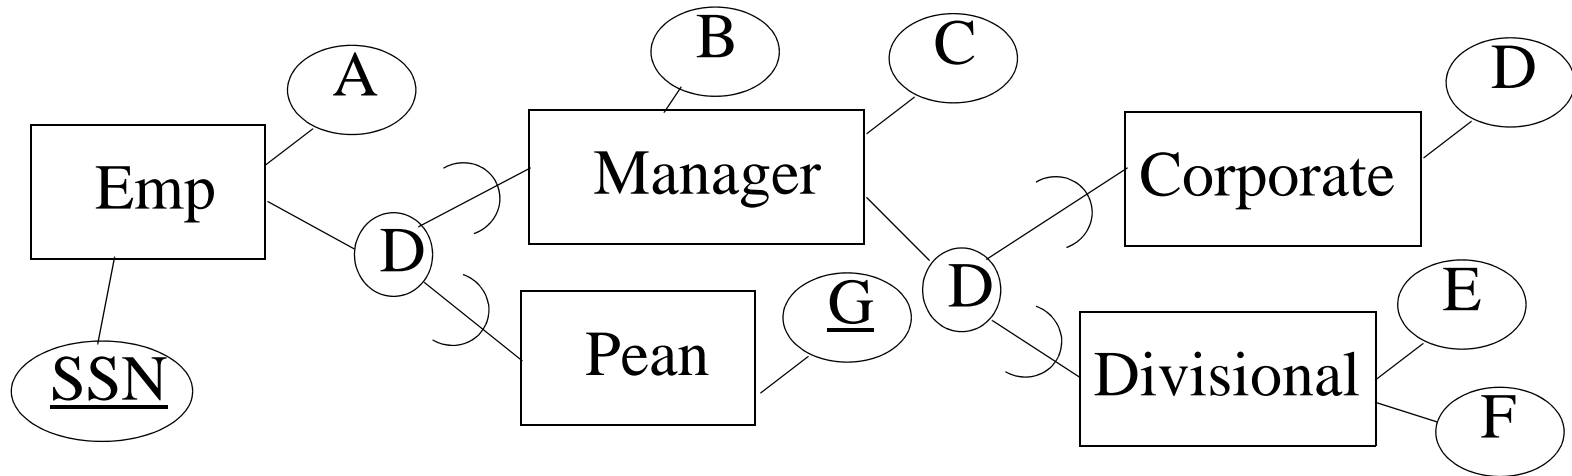 A
B
C
D
Emp
Manager
Corporate
D
D
SSN
Pean
G
Divisional
E
F